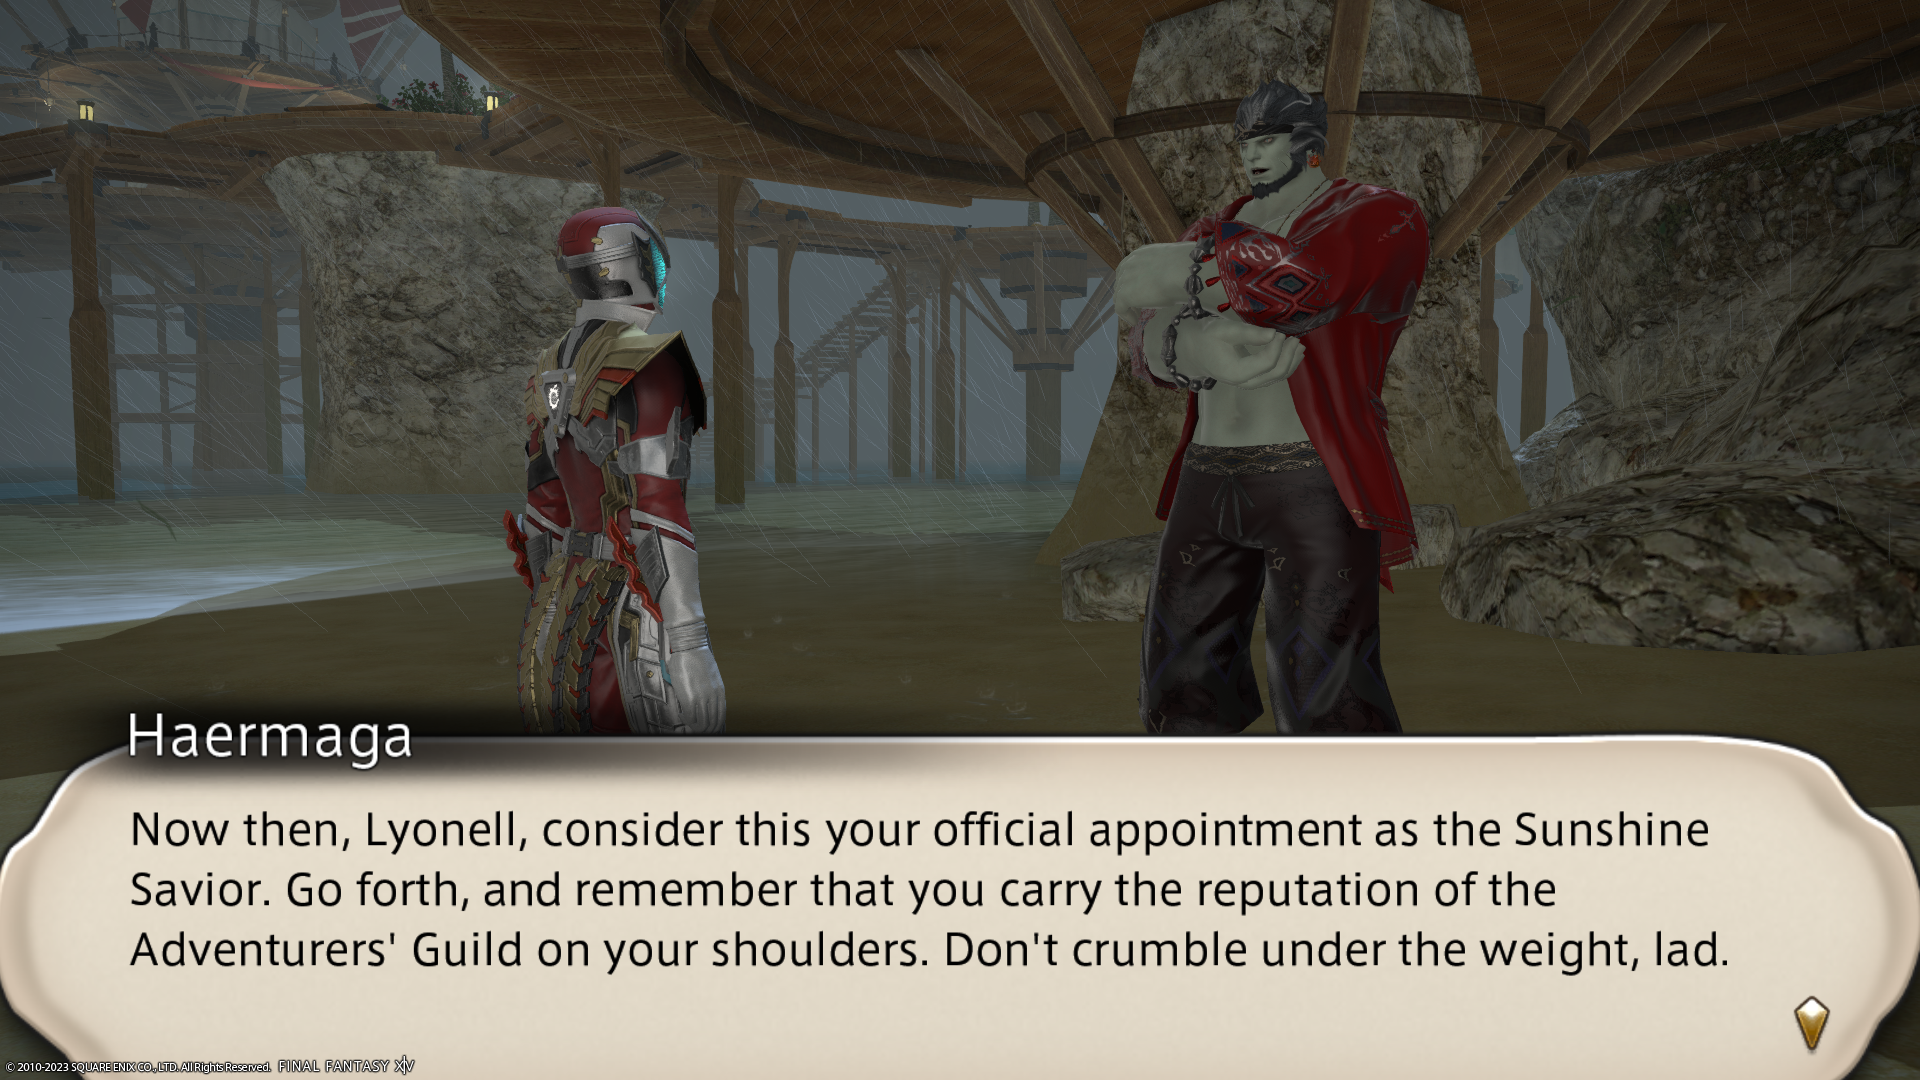 Haermaga
Now then, Lyonell, consider this your official appointment as the Sunshine
Savior. Go forth, and remember that you carry the reputation of the
Adventurers' Guild on your shoulders. Don't crumble under the weight, lad.
© 2010-2023 SQUARE ENIX CO., LTD. All Rights Reserved. FINAL FANTASY XIV